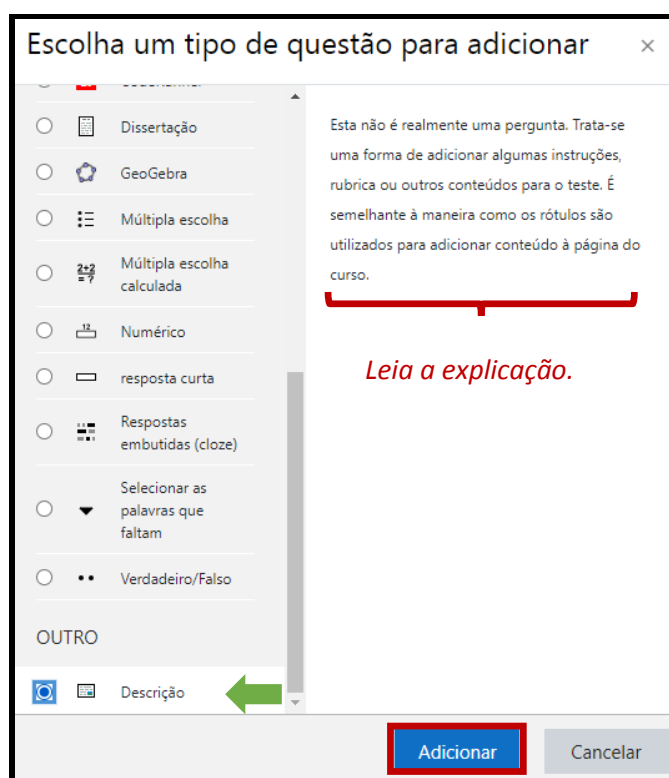 Escolha um tipo de questão para adicionar ×
Dissertação
GeoGebra
Múltipla escolha
2+2
= ?
Múltipla escolha
calculada
12
Numérico
resposta curta
Respostas
embutidas (cloze)
Selecionar as
palavras que
faltam
Verdadeiro/Falso
OUTRO
Descrição
Esta não é realmente uma pergunta. Trata-se
uma forma de adicionar algumas instruções,
rubrica ou outros conteúdos para o teste. É
semelhante à maneira como os rótulos são
utilizados para adicionar conteúdo à página do
curso.
Leia a explicação.
Adicionar
Cancelar